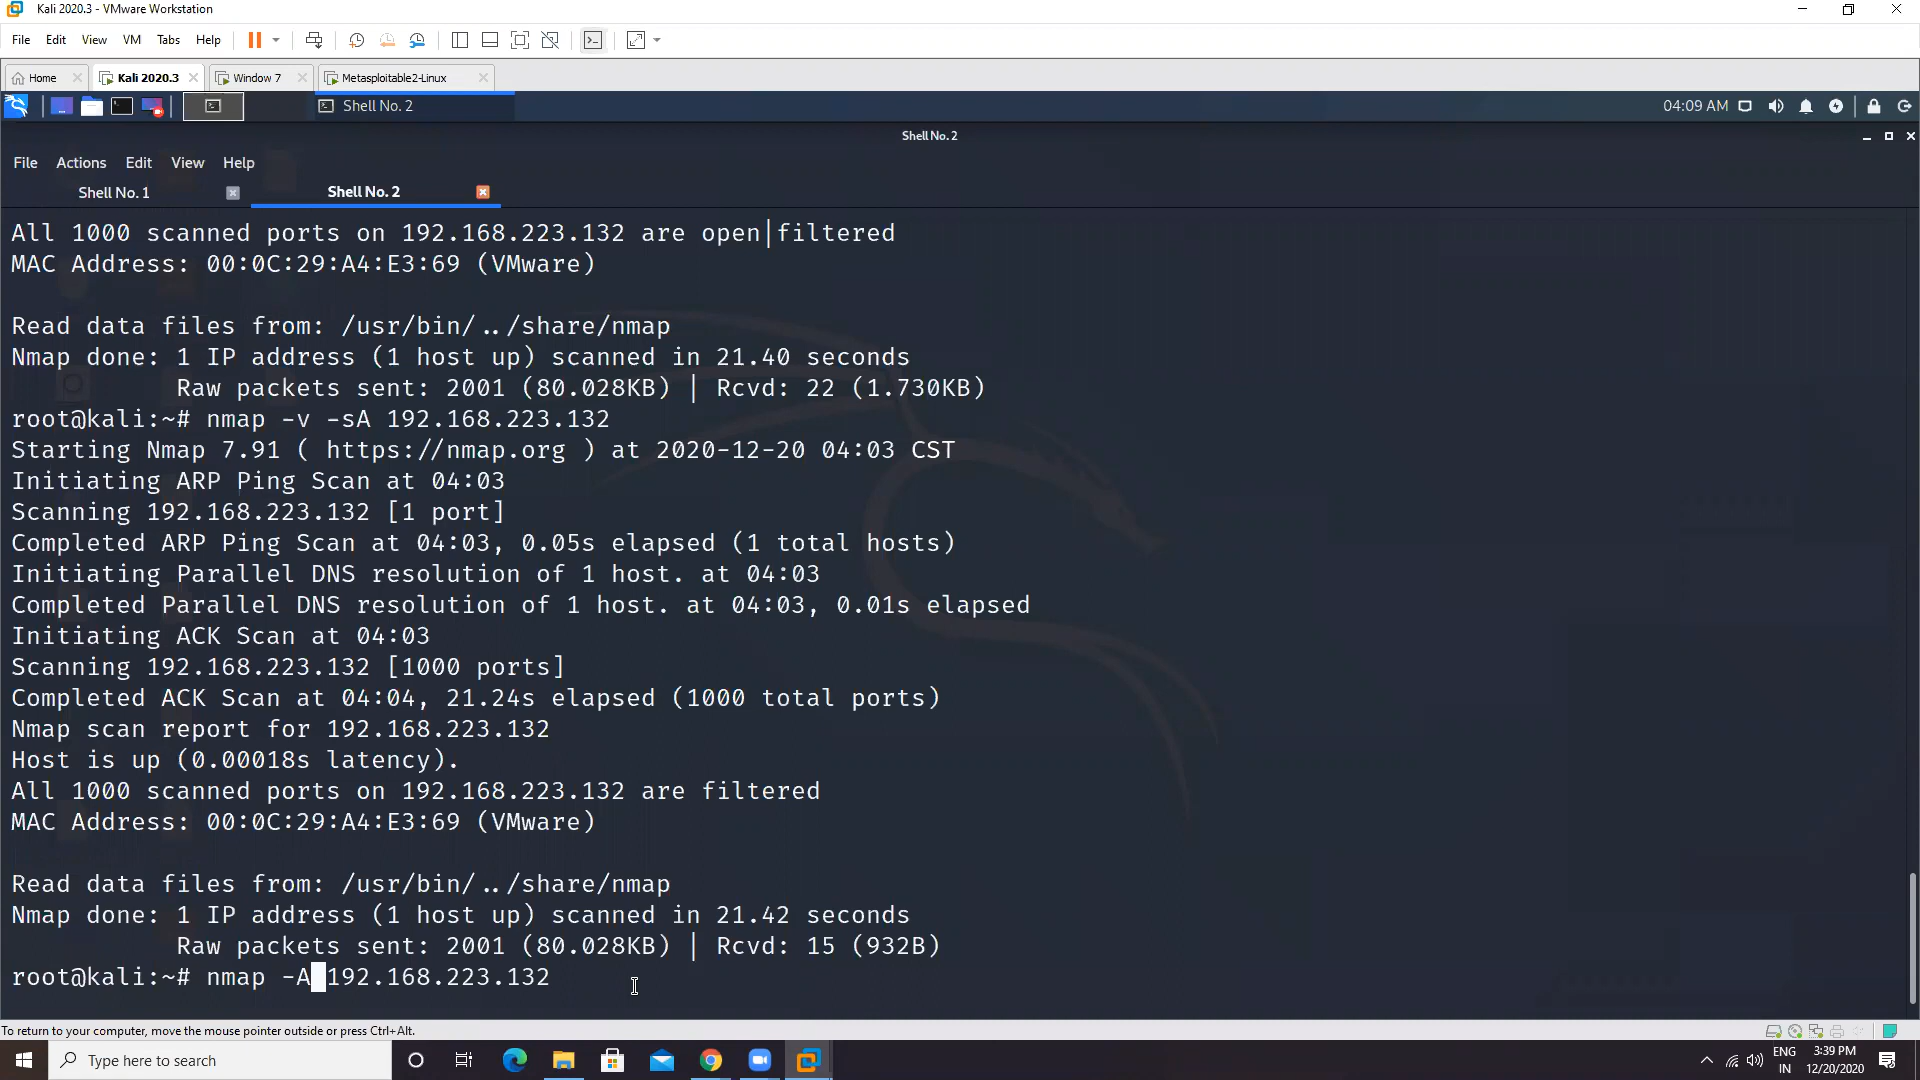 Kali 2020.3 - VMware Workstation
File Edit View VM Tabs Help
Home Kali 2020.3 Window 7 Metasploitable2-Linux
Shell No. 2 04:09 AM
Shell No. 2
File Actions Edit View Help
Shell No. 1 Shell No. 2
All 1000 scanned ports on 192.168.223.132 are open|filtered
MAC Address: 00:0C:29:A4:E3:69 (VMware)
Read data files from: /usr/bin/../share/nmap
Nmap done: 1 IP address (1 host up) scanned in 21.40 seconds
Raw packets sent: 2001 (80.028KB) | Rcvd: 22 (1.730KB)
root@kali:~# nmap -v -sA 192.168.223.132
Starting Nmap 7.91 ( https://nmap.org ) at 2020-12-20 04:03 CST
Initiating ARP Ping Scan at 04:03
Scanning 192.168.223.132 [1 port]
Completed ARP Ping Scan at 04:03, 0.05s elapsed (1 total hosts)
Initiating Parallel DNS resolution of 1 host. at 04:03
Completed Parallel DNS resolution of 1 host. at 04:03, 0.01s elapsed
Initiating ACK Scan at 04:03
Scanning 192.168.223.132 [1000 ports]
Completed ACK Scan at 04:04, 21.24s elapsed (1000 total ports)
Nmap scan report for 192.168.223.132
Host is up (0.00018s latency).
All 1000 scanned ports on 192.168.223.132 are filtered
MAC Address: 00:0C:29:A4:E3:69 (VMware)
Read data files from: /usr/bin/../share/nmap
Nmap done: 1 IP address (1 host up) scanned in 21.42 seconds
Raw packets sent: 2001 (80.028KB) | Rcvd: 15 (932B)
root@kali:~# nmap -A 192.168.223.132
To return to your computer, move the mouse pointer outside or press Ctrl+Alt.
Type here to search ENG 3:39 PM
IN 12/20/2020